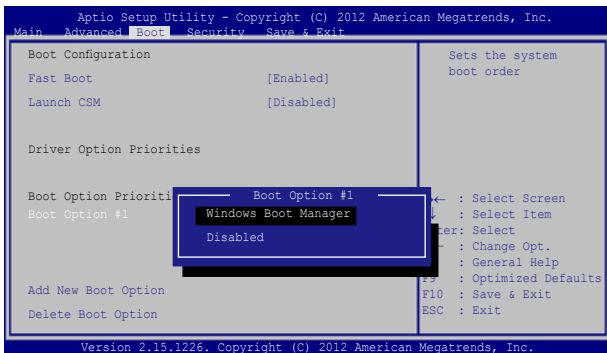 Aptio Setup Utility - Copyright (C) 2012 American Megatrends, Inc.
Main Advanced Boot Security Save & Exit
Boot Configuration
Fast Boot [Enabled]
Launch CSM [Disabled]
Driver Option Priorities
Boot Option Prioriti
Boot Option #1
Add New Boot Option
Delete Boot Option
Boot Option #1
Windows Boot Manager
Disabled
Sets the system
boot order
→← : Select Screen
: Select Item
ter: Select
— : Change Opt.
: General Help
F9 : Optimized Defaults
F10 : Save & Exit
ESC : Exit
Version 2.15.1226. Copyright (C) 2012 American Megatrends, Inc.